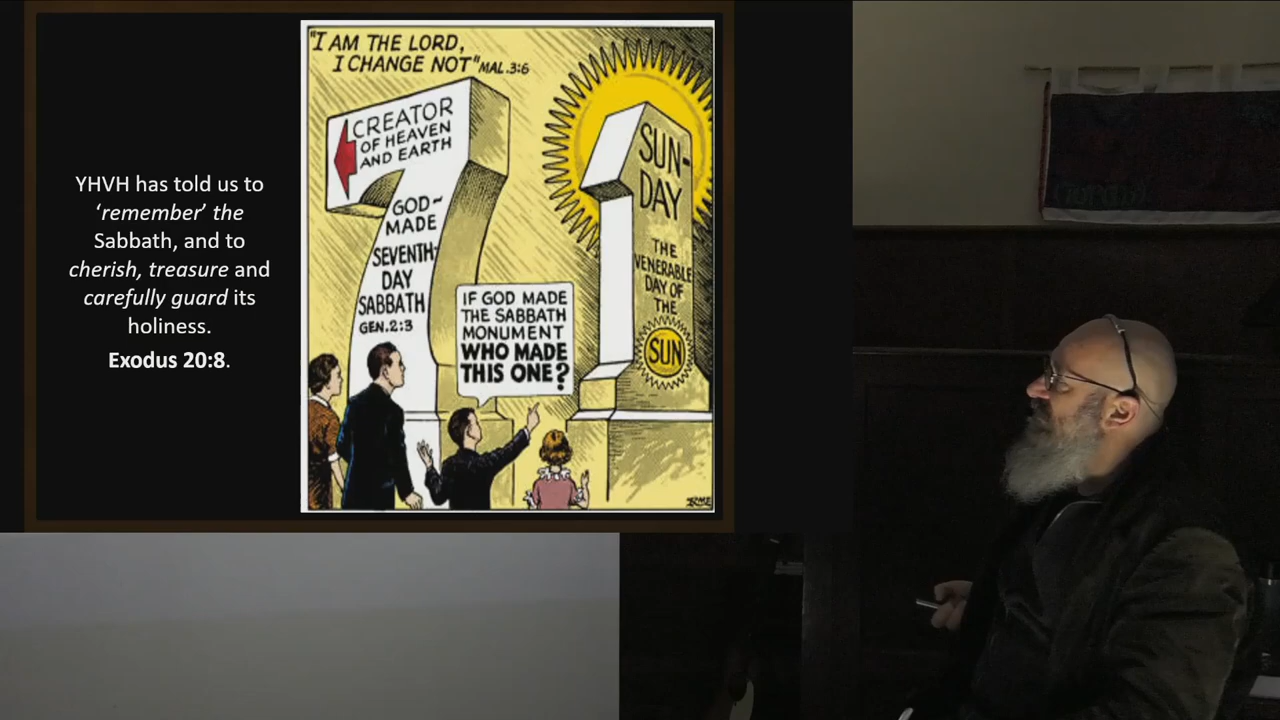 YHVH has told us to
‘remember’ the
Sabbath, and to
cherish, treasure and
carefully guard its
holiness.
Exodus 20:8.
"I AM THE LORD,
I CHANGE NOT" MAL.3:6
CREATOR
OF HEAVEN
AND EARTH
GOD~
MADE
SEVENTH-
DAY
SABBATH
GEN.2:3
IF GOD MADE
THE SABBATH
MONUMENT
WHO MADE
THIS ONE?
SUN-
DAY
THE
VENERABLE
DAY OF
THE
SUN